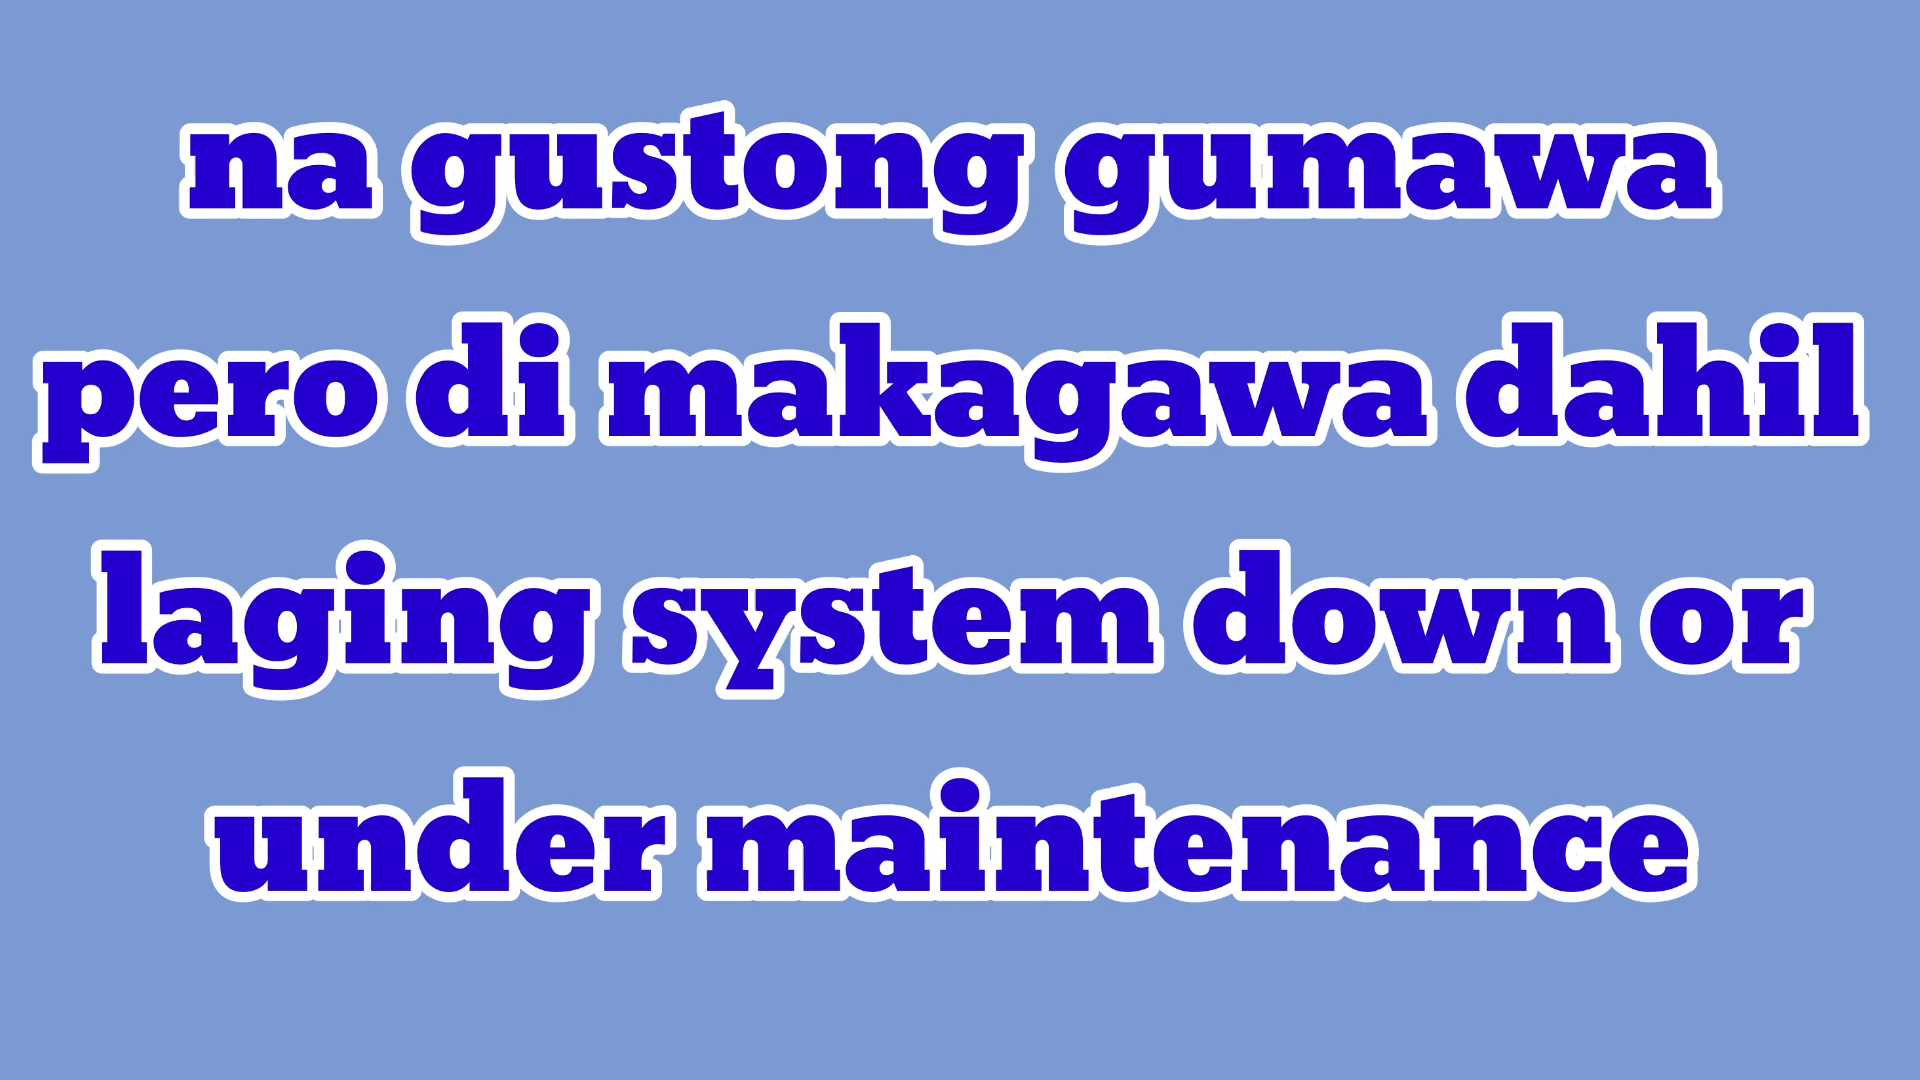 na gustong gumawa
pero di makagawa dahil
laging system down or
under maintenance